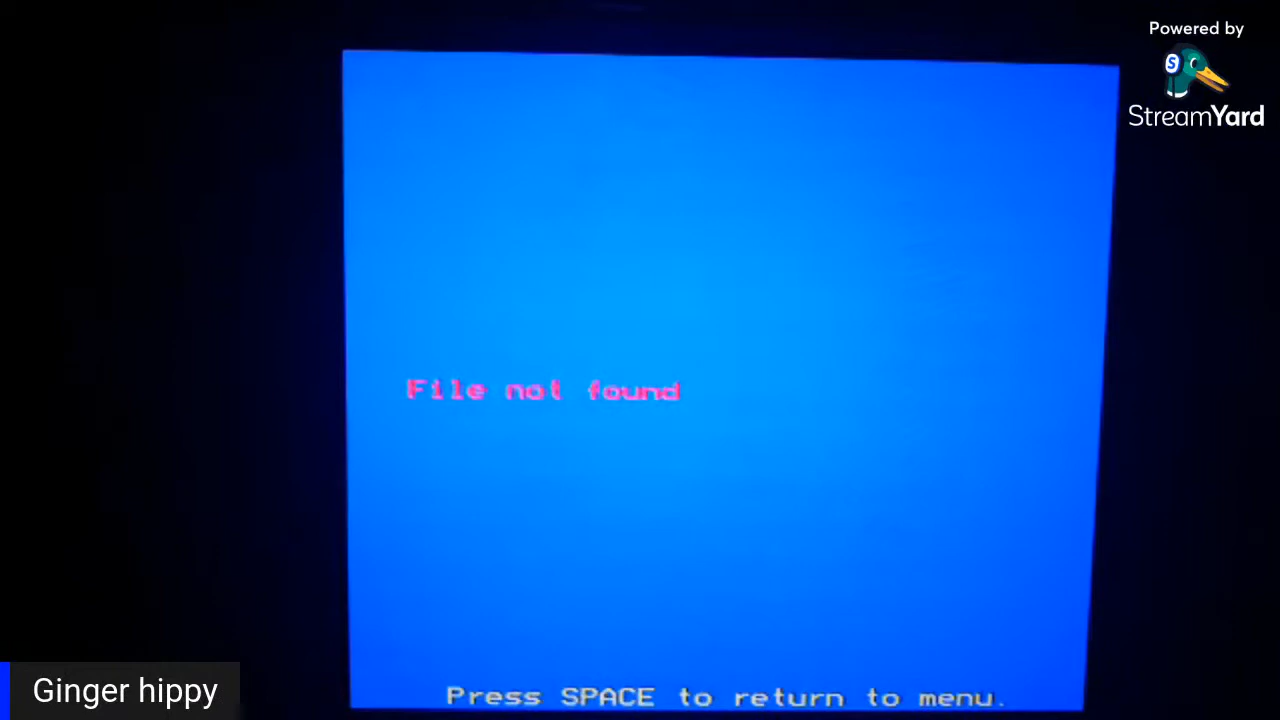 Powered by
StreamYard
File not found
Press SPACE to return to menu.
Ginger hippy